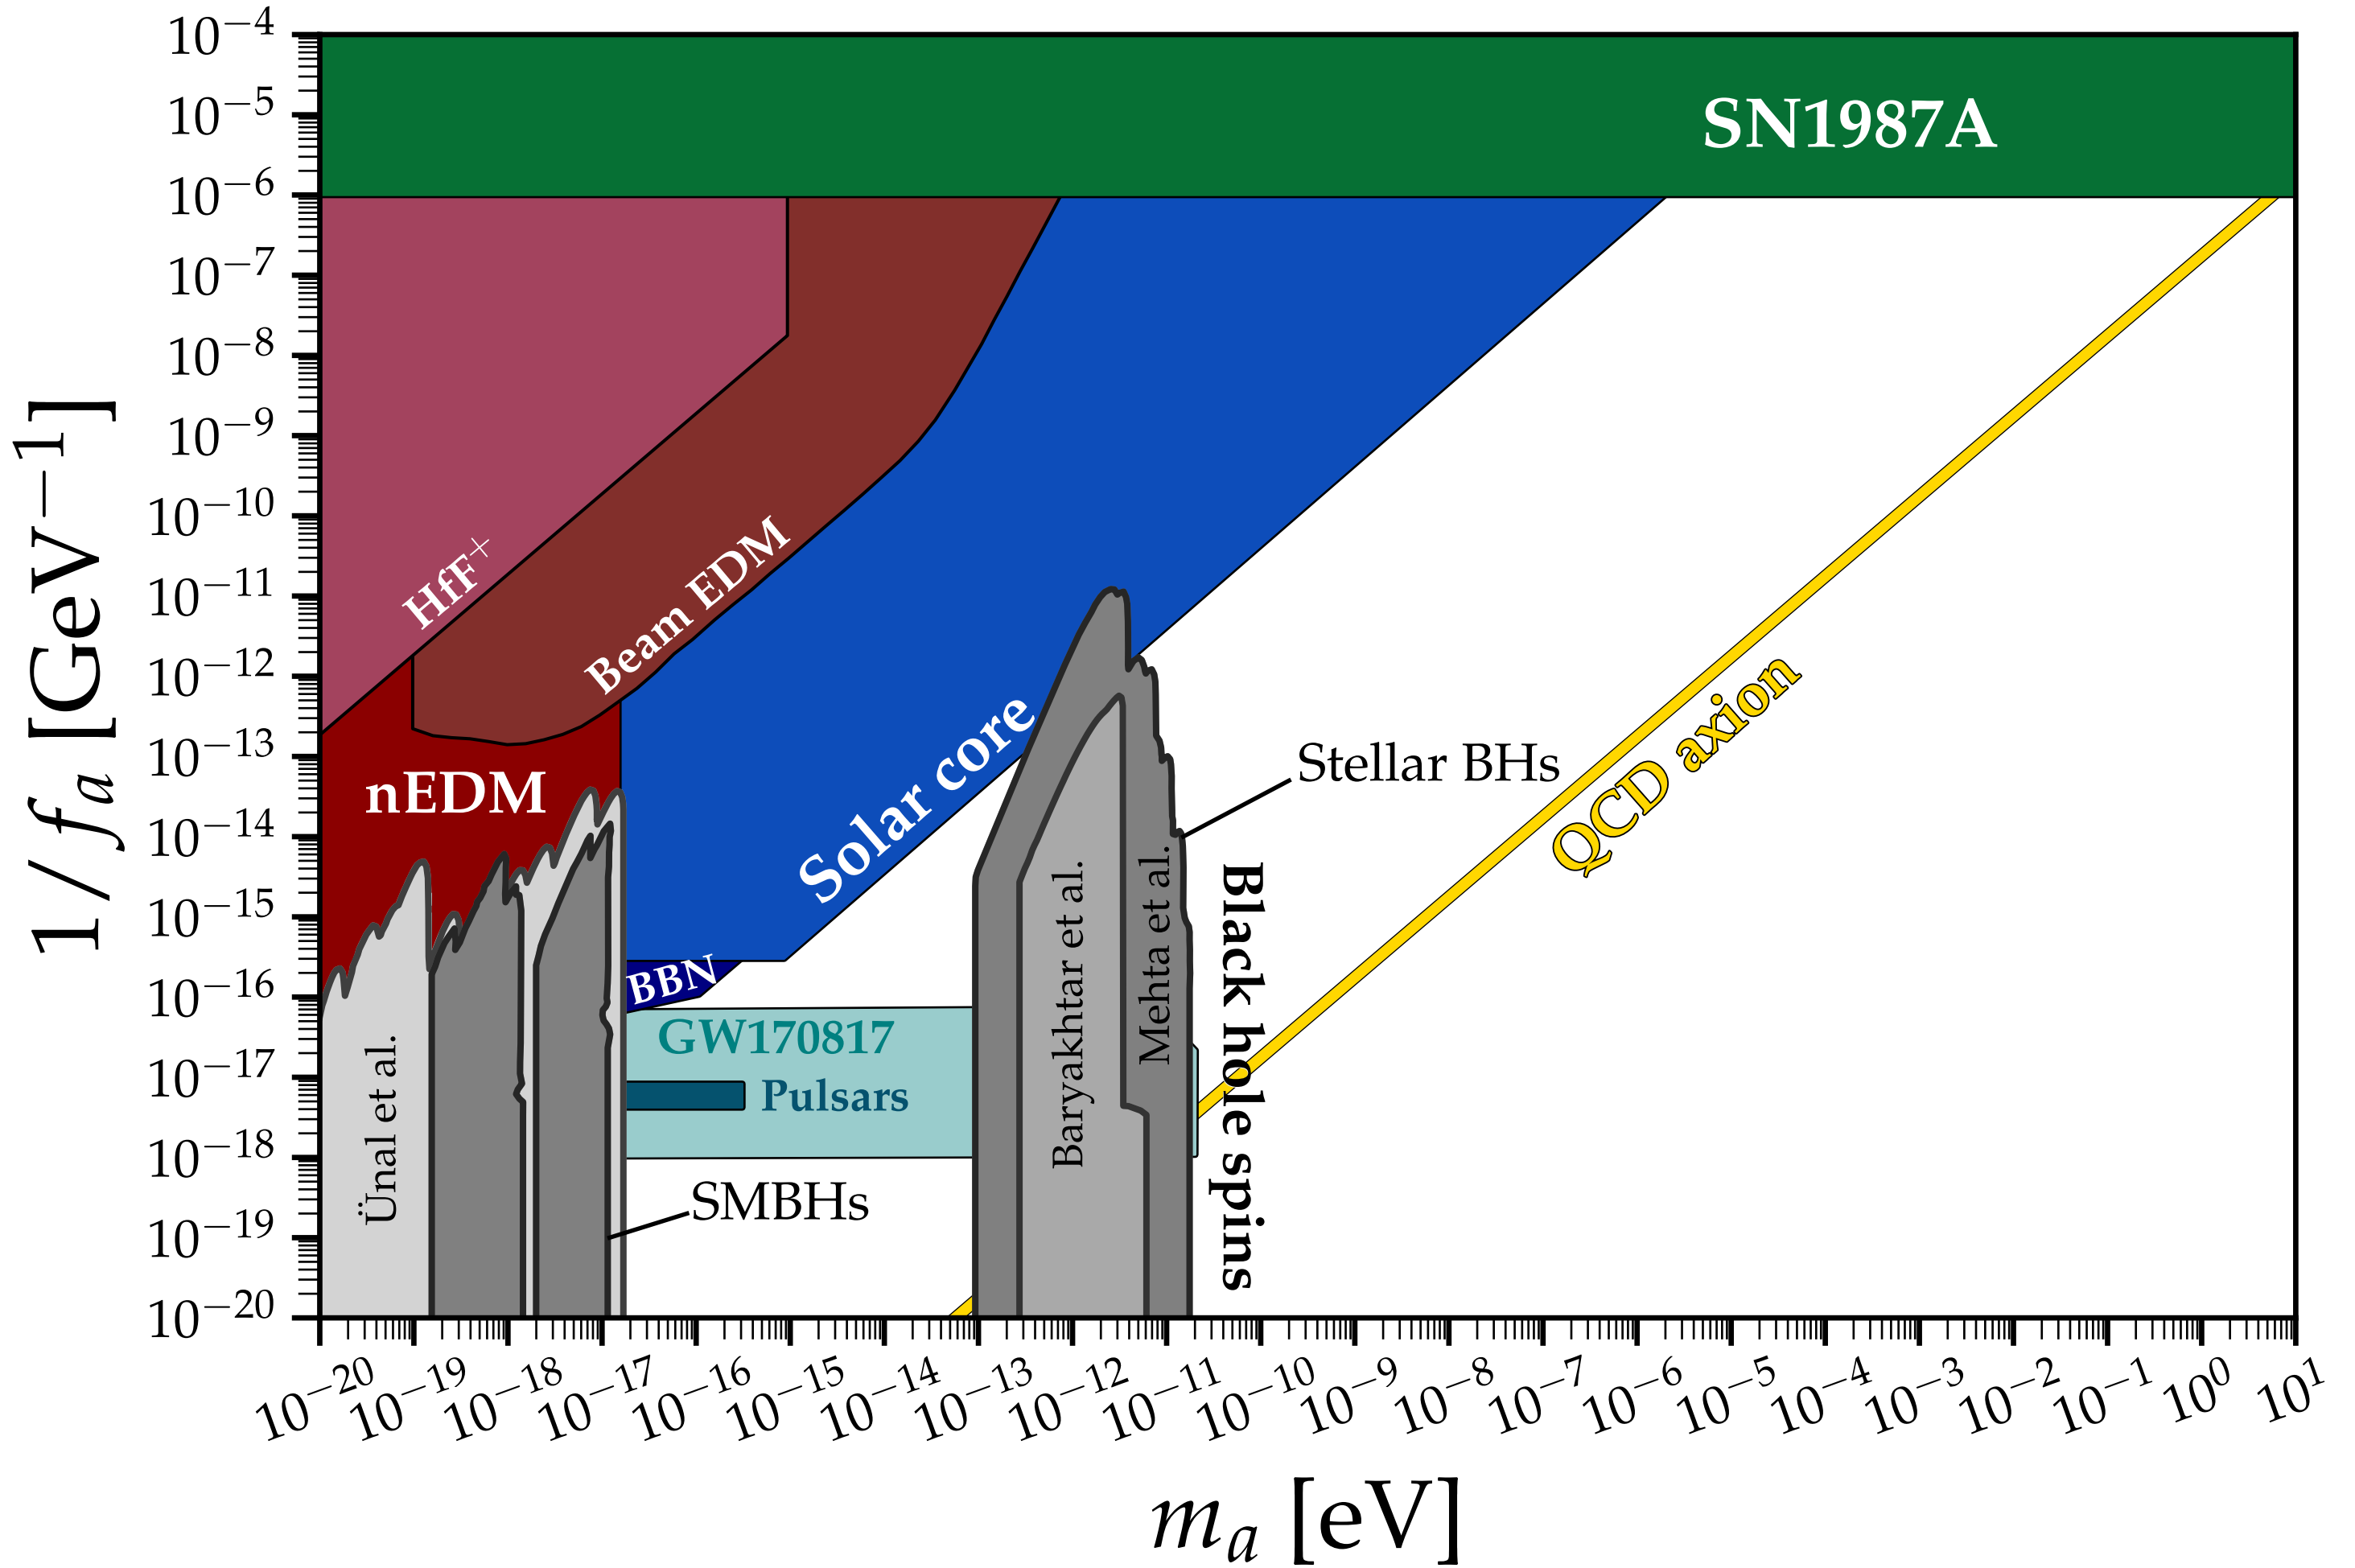 10⁻⁴
10⁻⁵
10⁻⁶
10⁻⁷
10⁻⁸
10⁻⁹
10⁻¹⁰
10⁻¹¹
10⁻¹²
10⁻¹³
10⁻¹⁴
10⁻¹⁵
10⁻¹⁶
10⁻¹⁷
10⁻¹⁸
10⁻¹⁹
10⁻²⁰
1/fₐ [GeV⁻¹]
SN1987A
HfF⁺
Beam EDM
nEDM
Solar core
Stellar BHs
QCD axion
BBN
GW170817
Pulsars
SMBHs
Ünal et al.
Baryakhtar et al.
Mehta et al.
Black hole spins
10⁻²⁰ 10⁻¹⁹ 10⁻¹⁸ 10⁻¹⁷ 10⁻¹⁶ 10⁻¹⁵ 10⁻¹⁴ 10⁻¹³ 10⁻¹² 10⁻¹¹ 10⁻¹⁰ 10⁻⁹ 10⁻⁸ 10⁻⁷ 10⁻⁶ 10⁻⁵ 10⁻⁴ 10⁻³ 10⁻² 10⁻¹ 10⁰ 10¹
mₐ [eV]